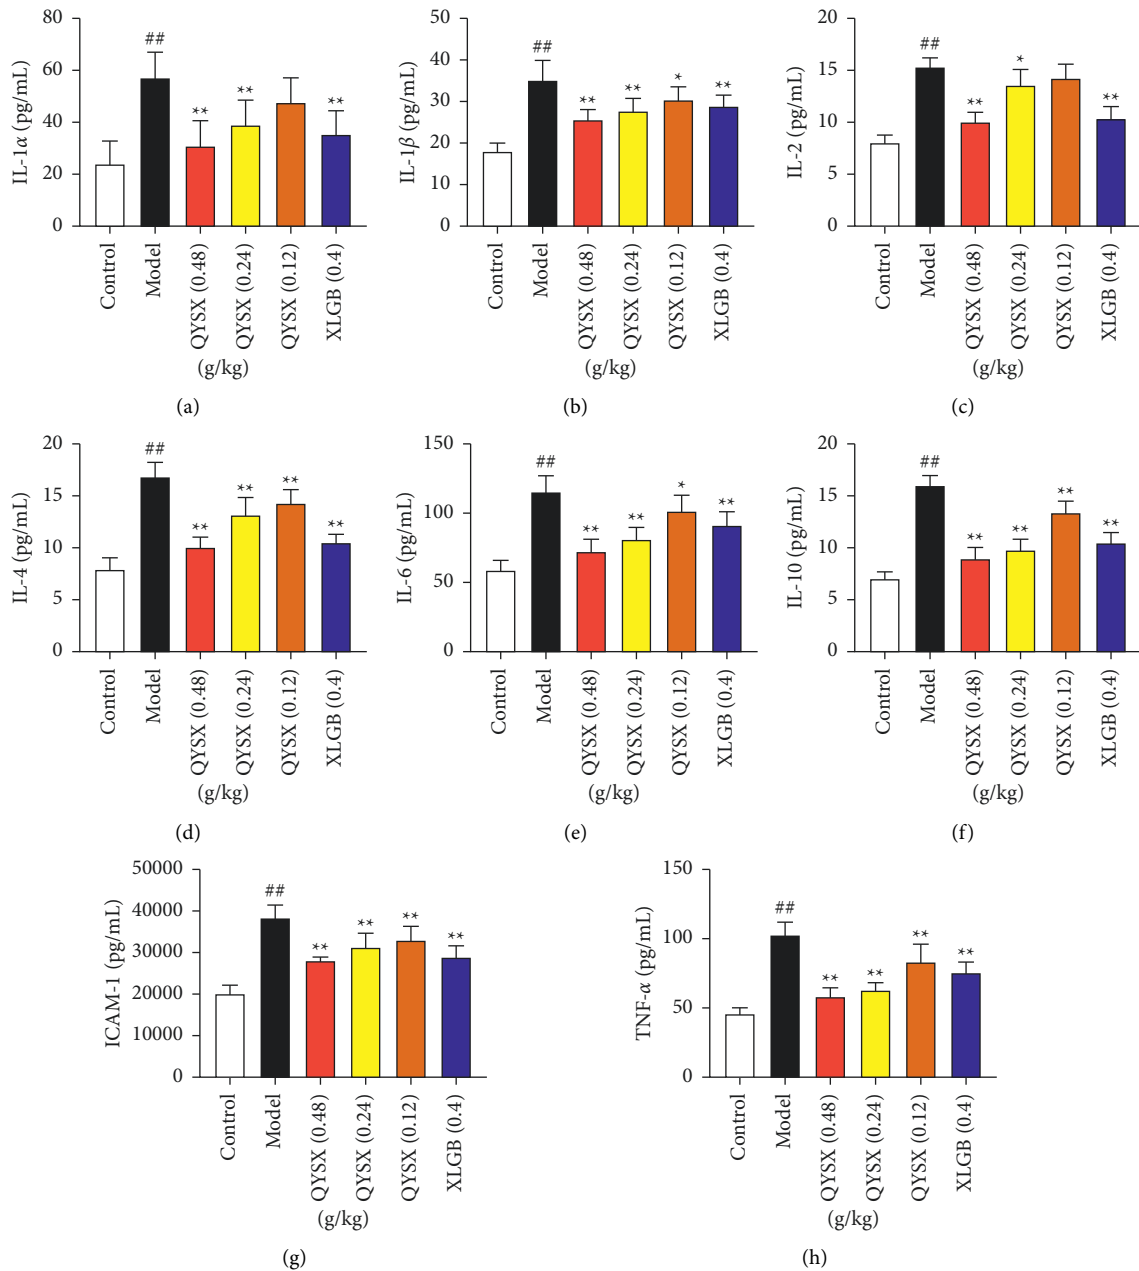 IL-1α (pg/mL)
80
60
40
20
0
##
**
**
**
Control
Model
QYSX (0.48)
QYSX (0.24)
QYSX (0.12)
XLGB (0.4)
(g/kg)
(a)
IL-1β (pg/mL)
50
40
30
20
10
0
##
**
**
*
**
Control
Model
QYSX (0.48)
QYSX (0.24)
QYSX (0.12)
XLGB (0.4)
(g/kg)
(b)
IL-2 (pg/mL)
20
15
10
5
0
##
**
*
**
Control
Model
QYSX (0.48)
QYSX (0.24)
QYSX (0.12)
XLGB (0.4)
(g/kg)
(c)
IL-4 (pg/mL)
20
15
10
5
0
##
**
**
**
**
Control
Model
QYSX (0.48)
QYSX (0.24)
QYSX (0.12)
XLGB (0.4)
(g/kg)
(d)
IL-6 (pg/mL)
150
100
50
0
##
**
**
*
**
Control
Model
QYSX (0.48)
QYSX (0.24)
QYSX (0.12)
XLGB (0.4)
(g/kg)
(e)
IL-10 (pg/mL)
20
15
10
5
0
##
**
**
**
**
Control
Model
QYSX (0.48)
QYSX (0.24)
QYSX (0.12)
XLGB (0.4)
(g/kg)
(f)
ICAM-1 (pg/mL)
50000
40000
30000
20000
10000
0
##
**
**
**
**
Control
Model
QYSX (0.48)
QYSX (0.24)
QYSX (0.12)
XLGB (0.4)
(g/kg)
(g)
TNF-α (pg/mL)
150
100
50
0
##
**
**
**
**
Control
Model
QYSX (0.48)
QYSX (0.24)
QYSX (0.12)
XLGB (0.4)
(g/kg)
(h)